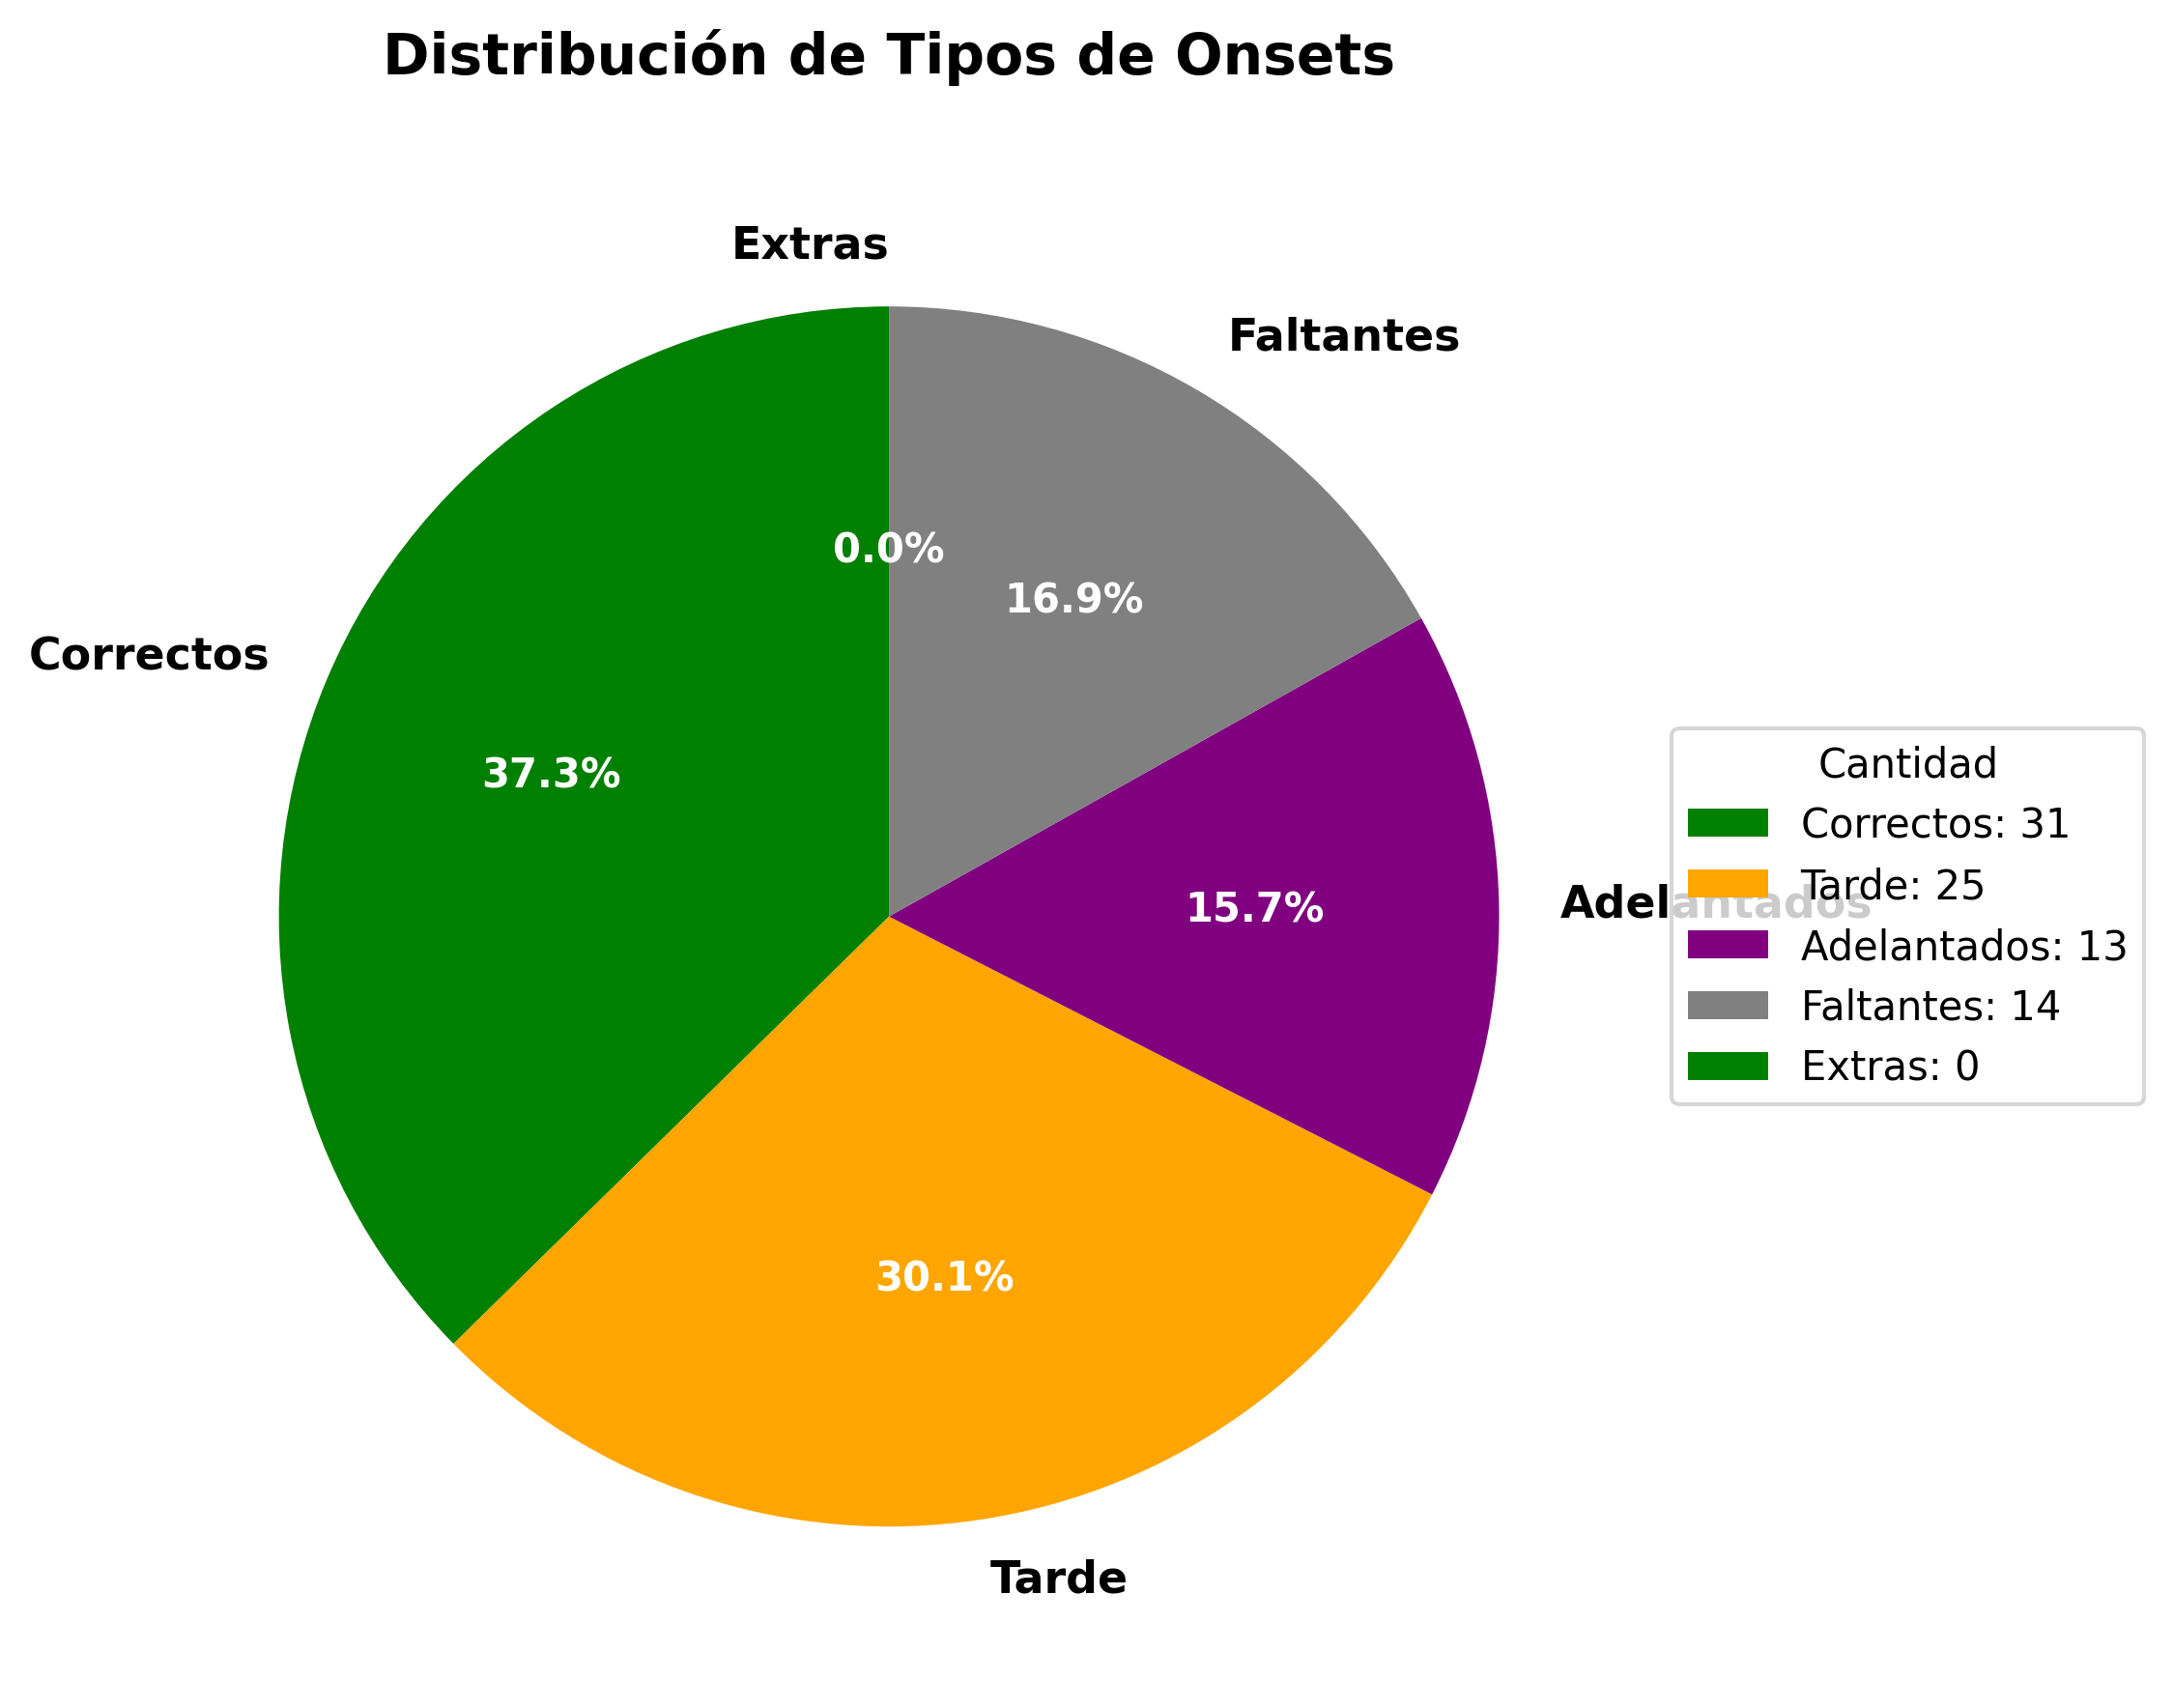 Distribución de Tipos de Onsets
Extras
Faltantes
0.0%
16.9%
Correctos
37.3%
15.7%
Adelantados
30.1%
Tarde
Cantidad
Correctos: 31
Tarde: 25
Adelantados: 13
Faltantes: 14
Extras: 0